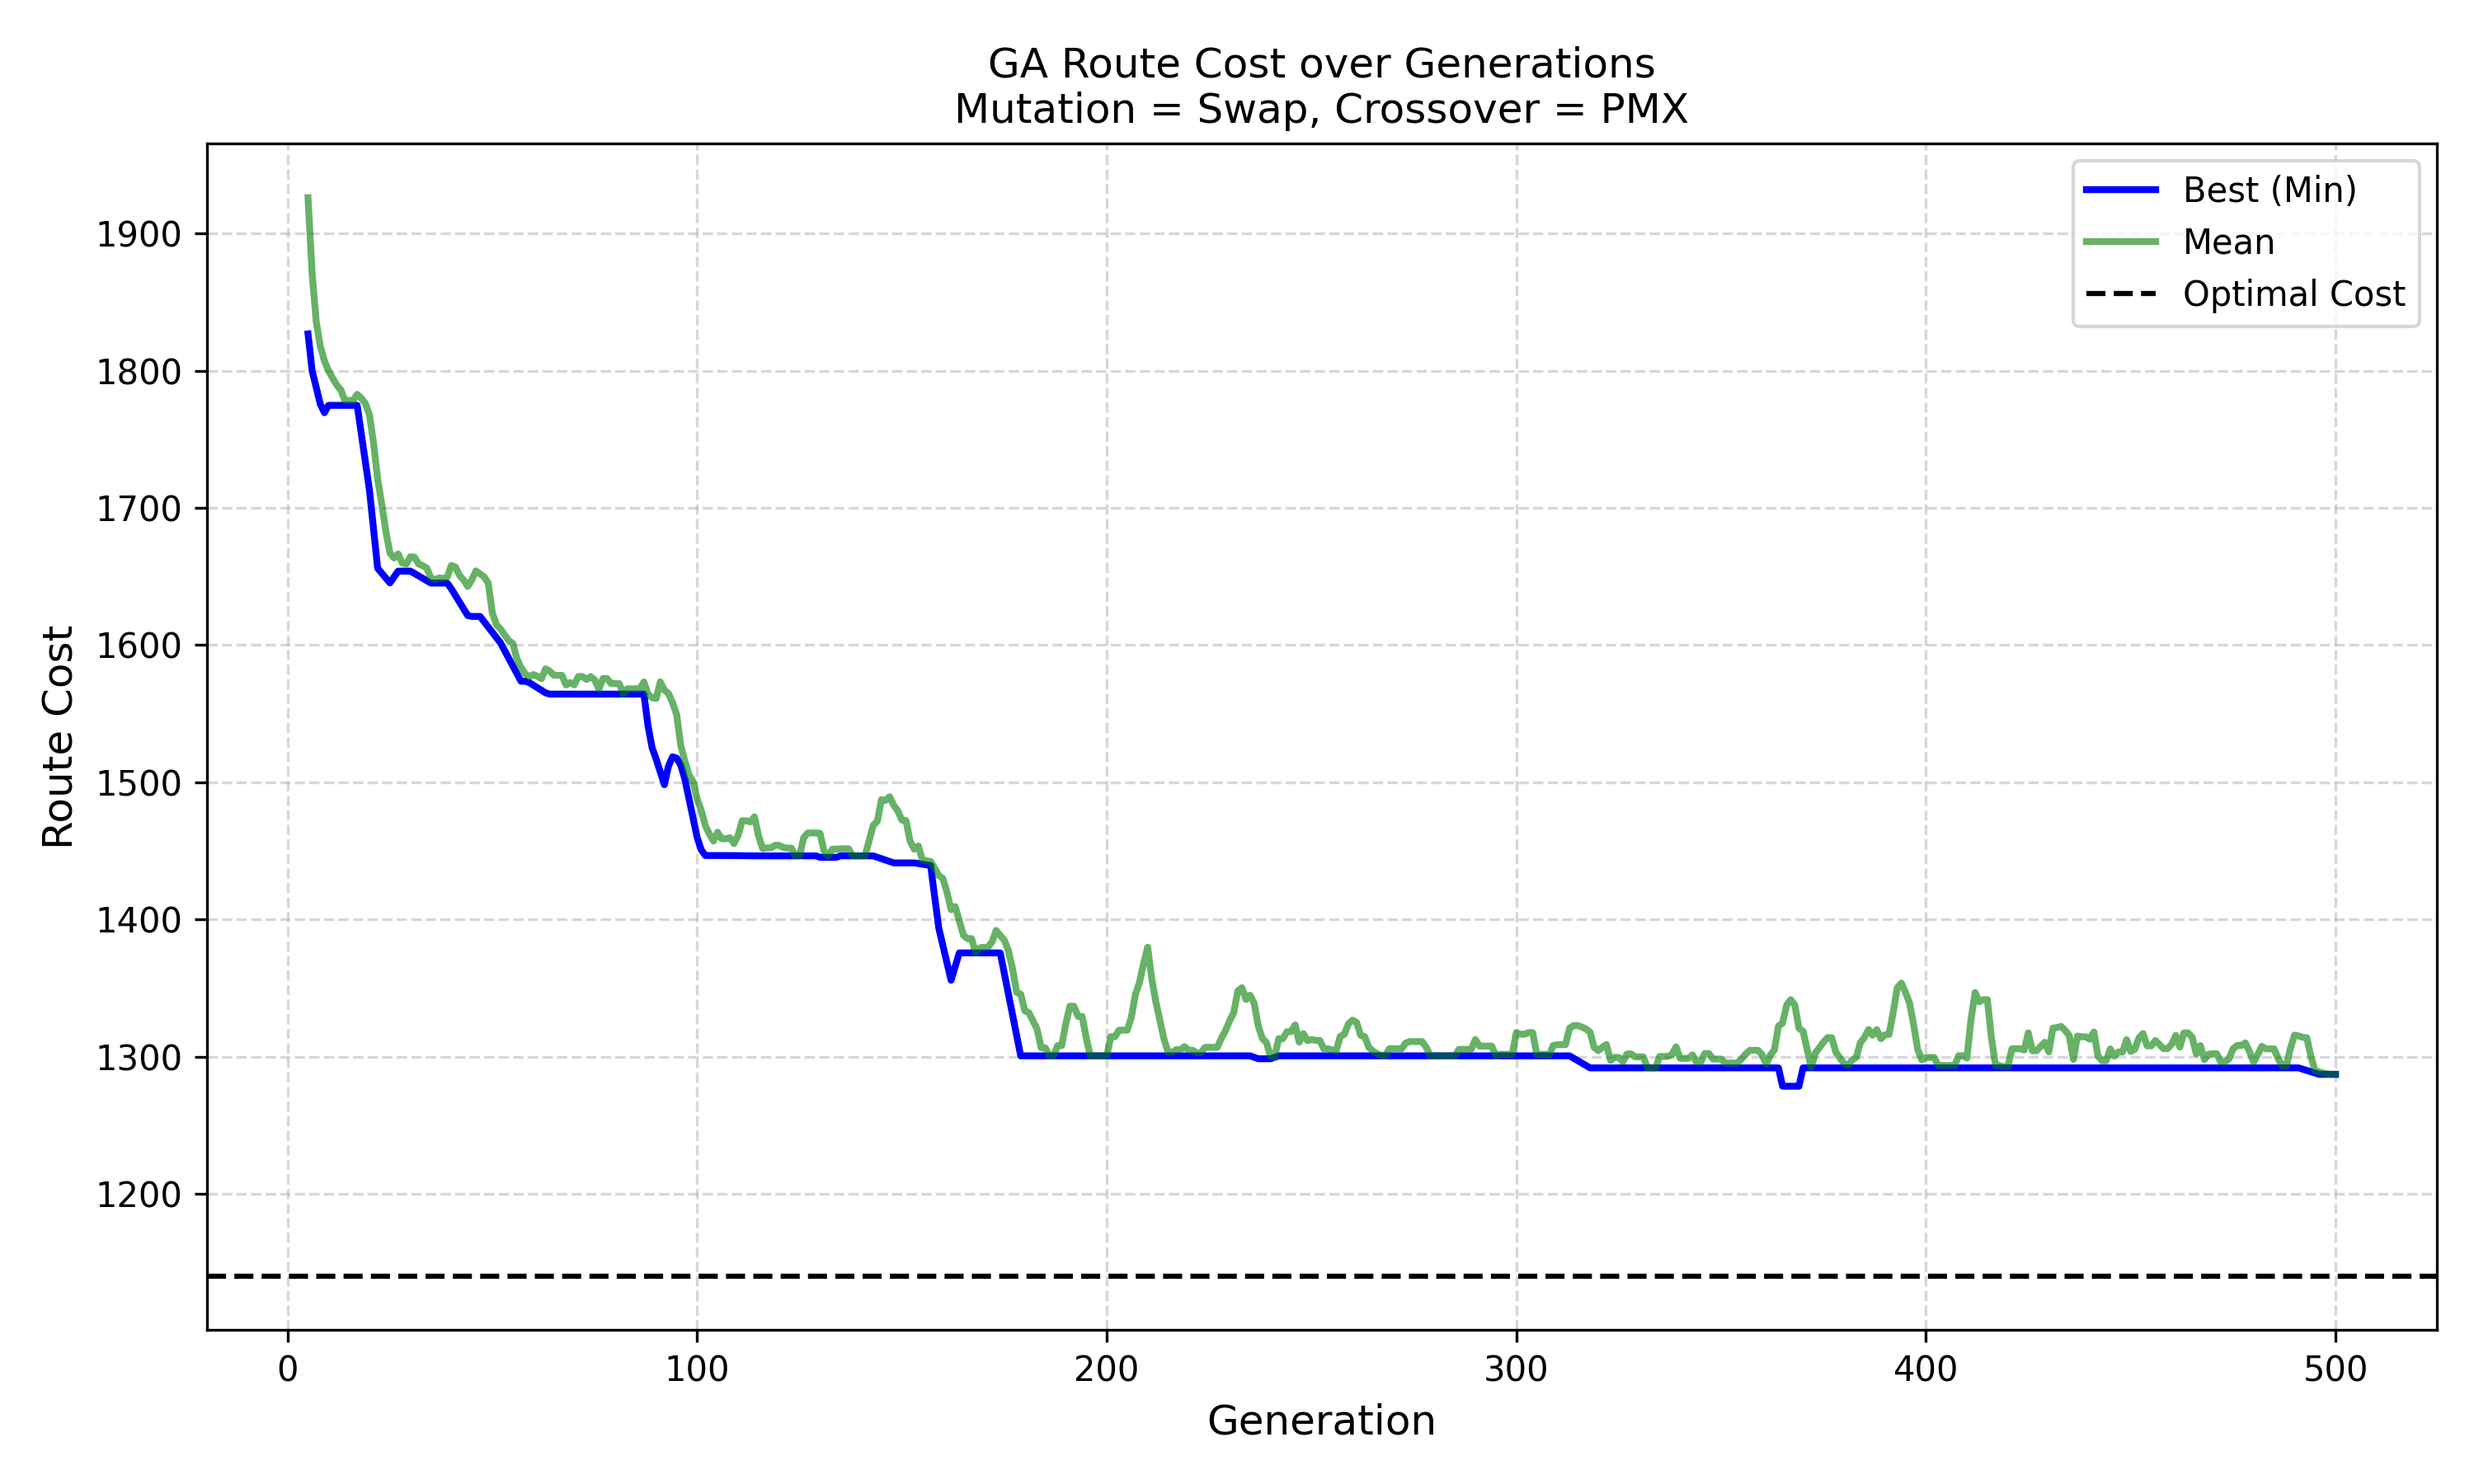 GA Route Cost over Generations
Mutation = Swap, Crossover = PMX
Best (Min)
Mean
Optimal Cost
Route Cost
1900
1800
1700
1600
1500
1400
1300
1200
0 100 200 300 400 500
Generation